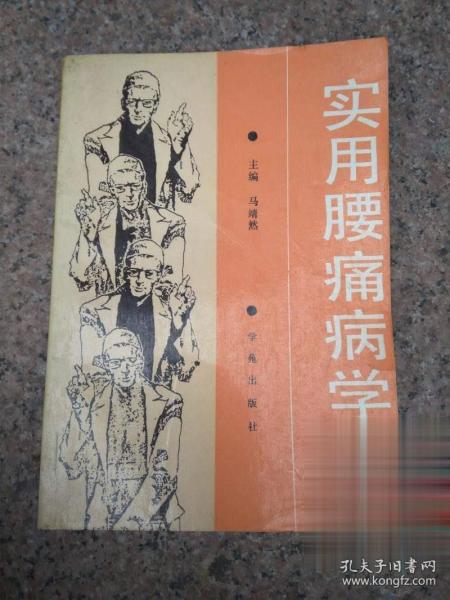 实用腰痛病学
主编 马靖然
学苑出版社
孔夫子旧书网
www.kongfz.com